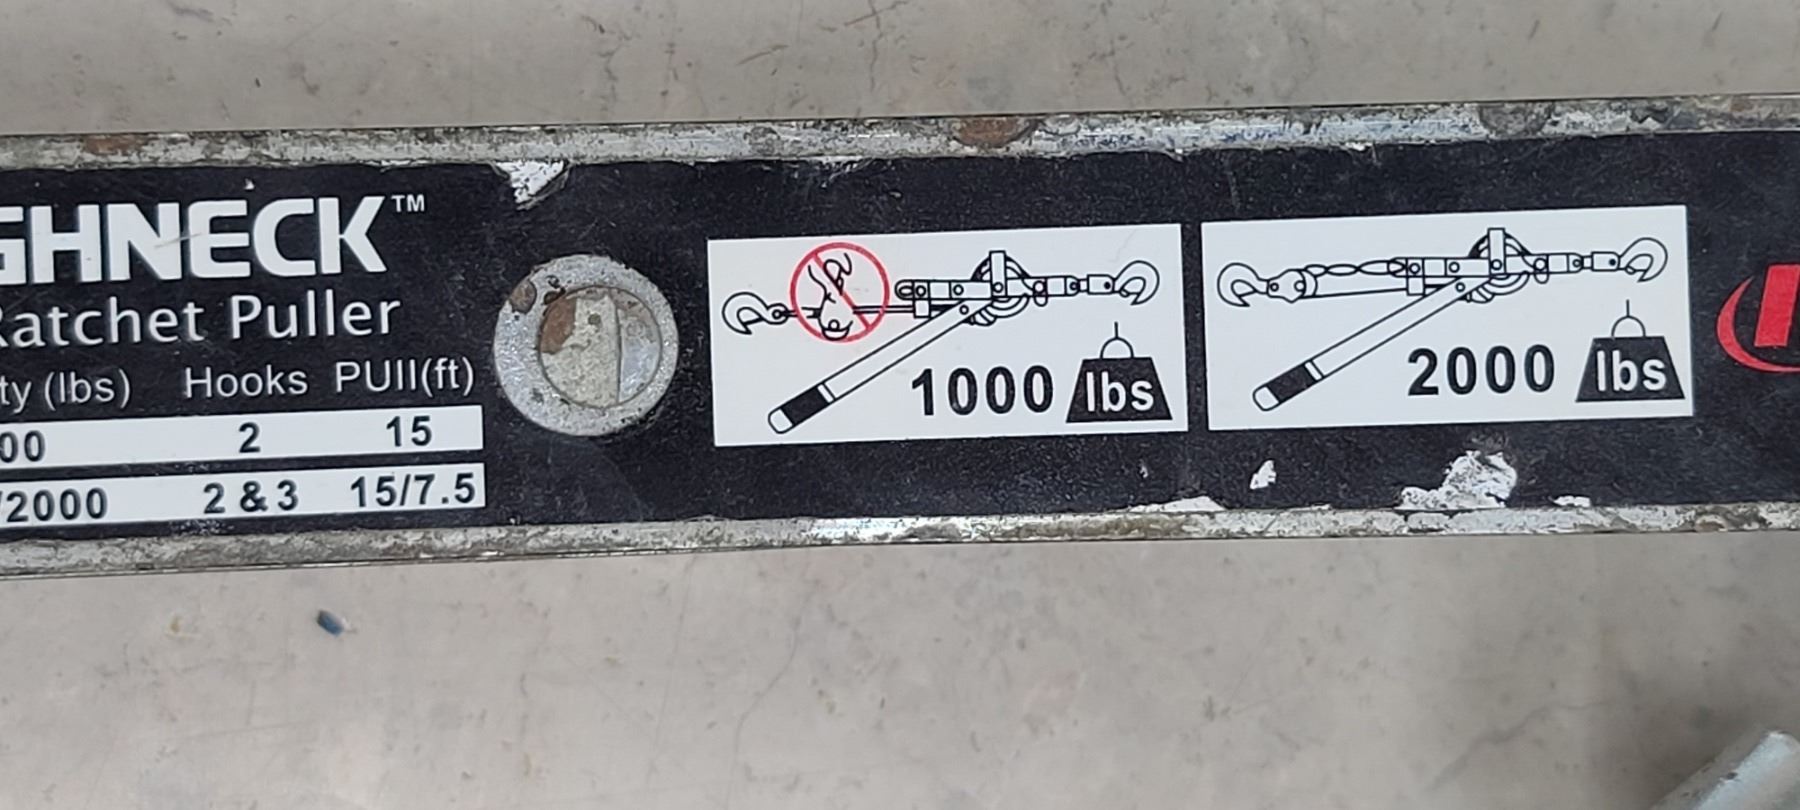 GHNECK™
Ratchet Puller
ty (lbs) Hooks PUll(ft)
00 2 15
/2000 2 & 3 15/7.5
1000 lbs
2000 lbs